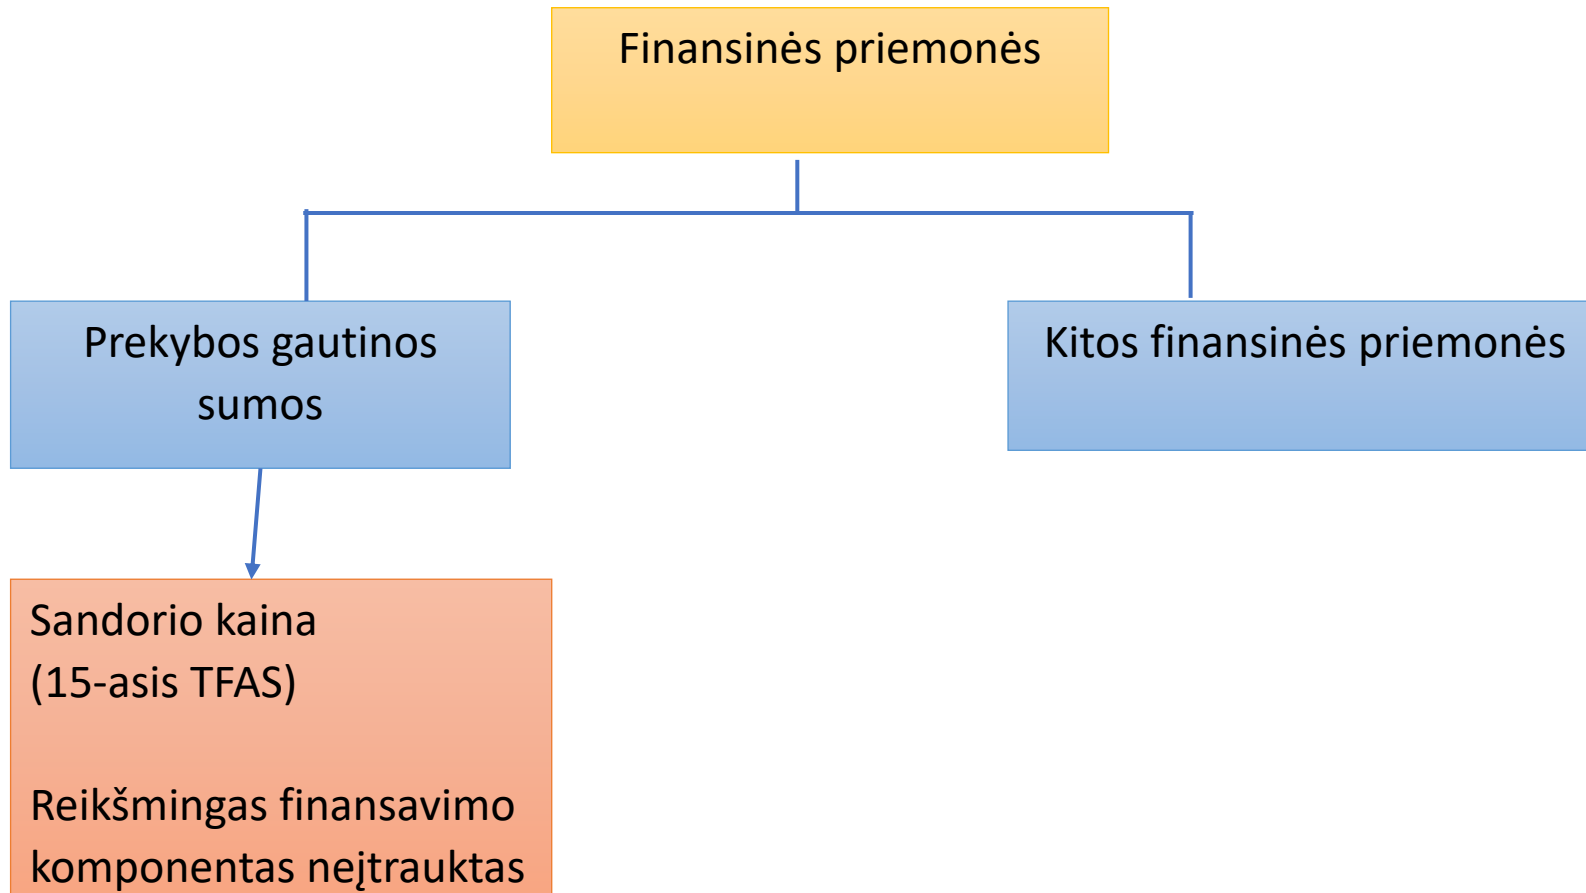 Finansinės priemonės
Prekybos gautinos
sumos
Kitos finansinės priemonės
Sandorio kaina
(15-asis TFAS)
Reikšmingas finansavimo
komponentas neįtrauktas